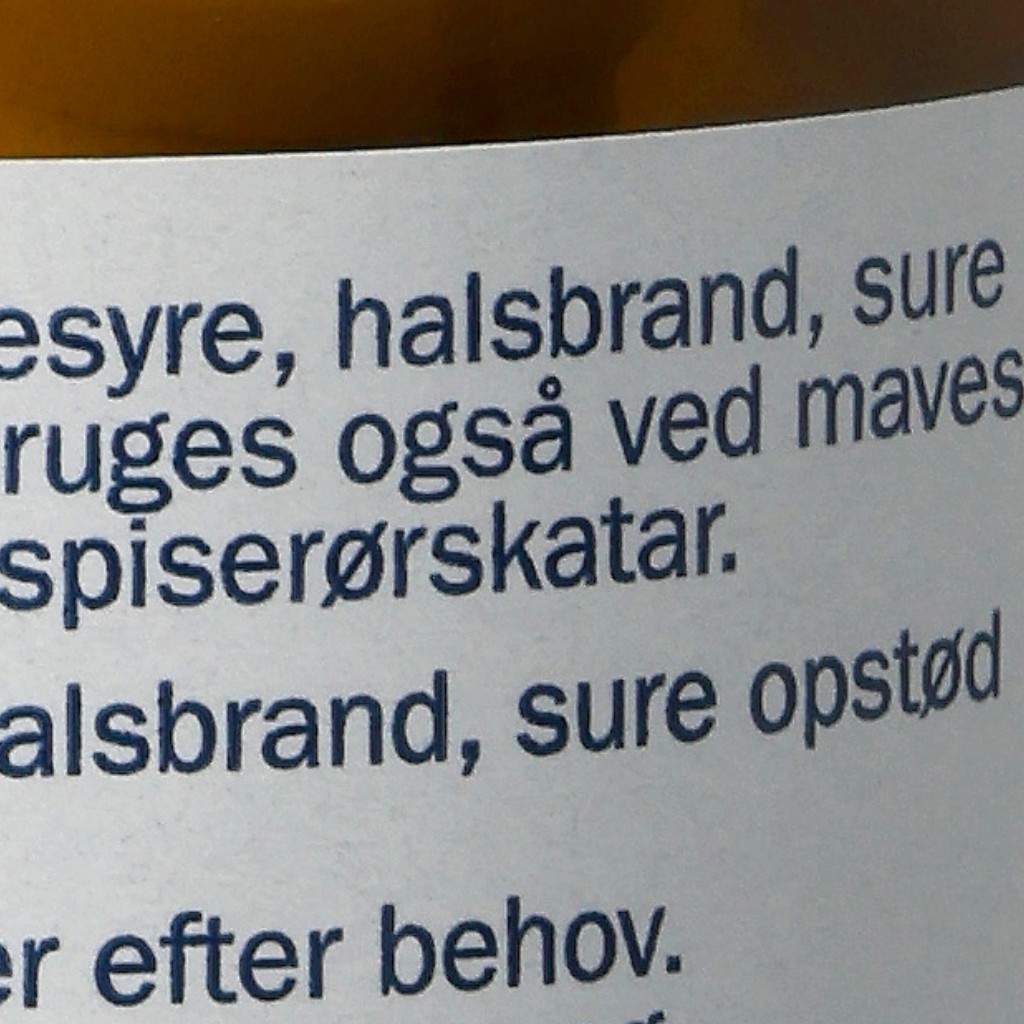 esyre, halsbrand, sure
ruges også ved maves
spiserørskatar.
alsbrand, sure opstød
er efter behov.